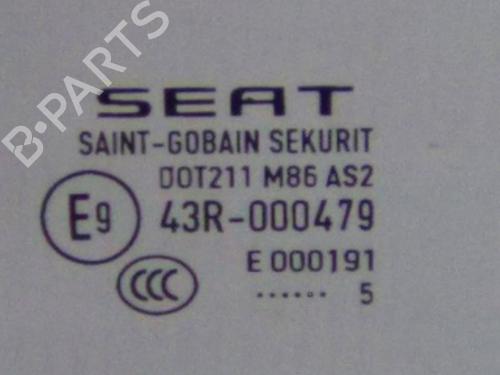 B-PARTS
SEAT
SAINT-GOBAIN SEKURIT
DOT211 M86 AS2
E9 43R-000479
E 000191
CCC ...... 5